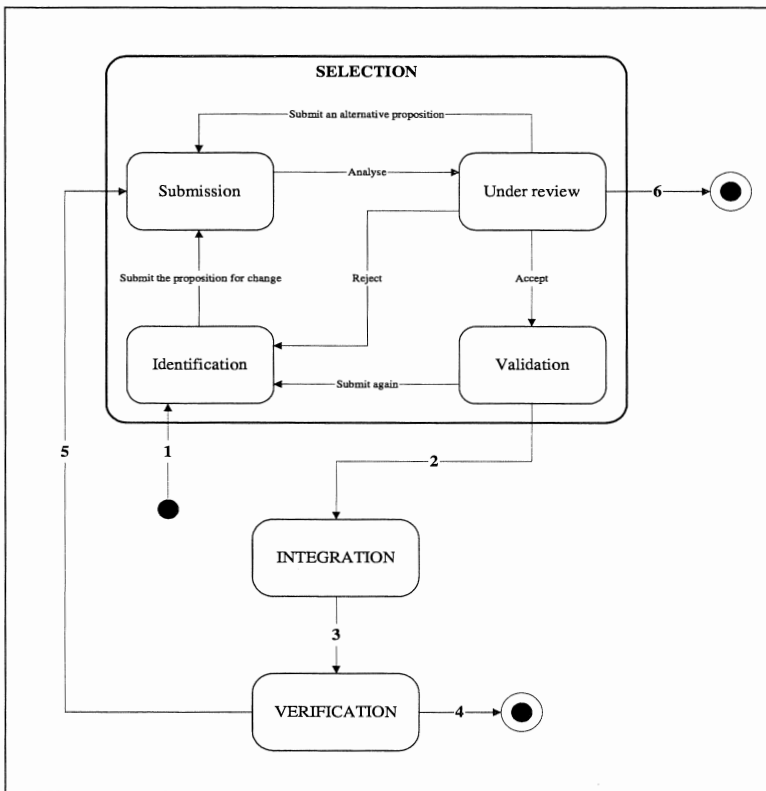 SELECTION
Submit an alternative proposition
Submission
Analyse
Under review
6
Submit the proposition for change
Reject
Accept
Identification
Validation
Submit again
5
1
2
INTEGRATION
3
VERIFICATION
4